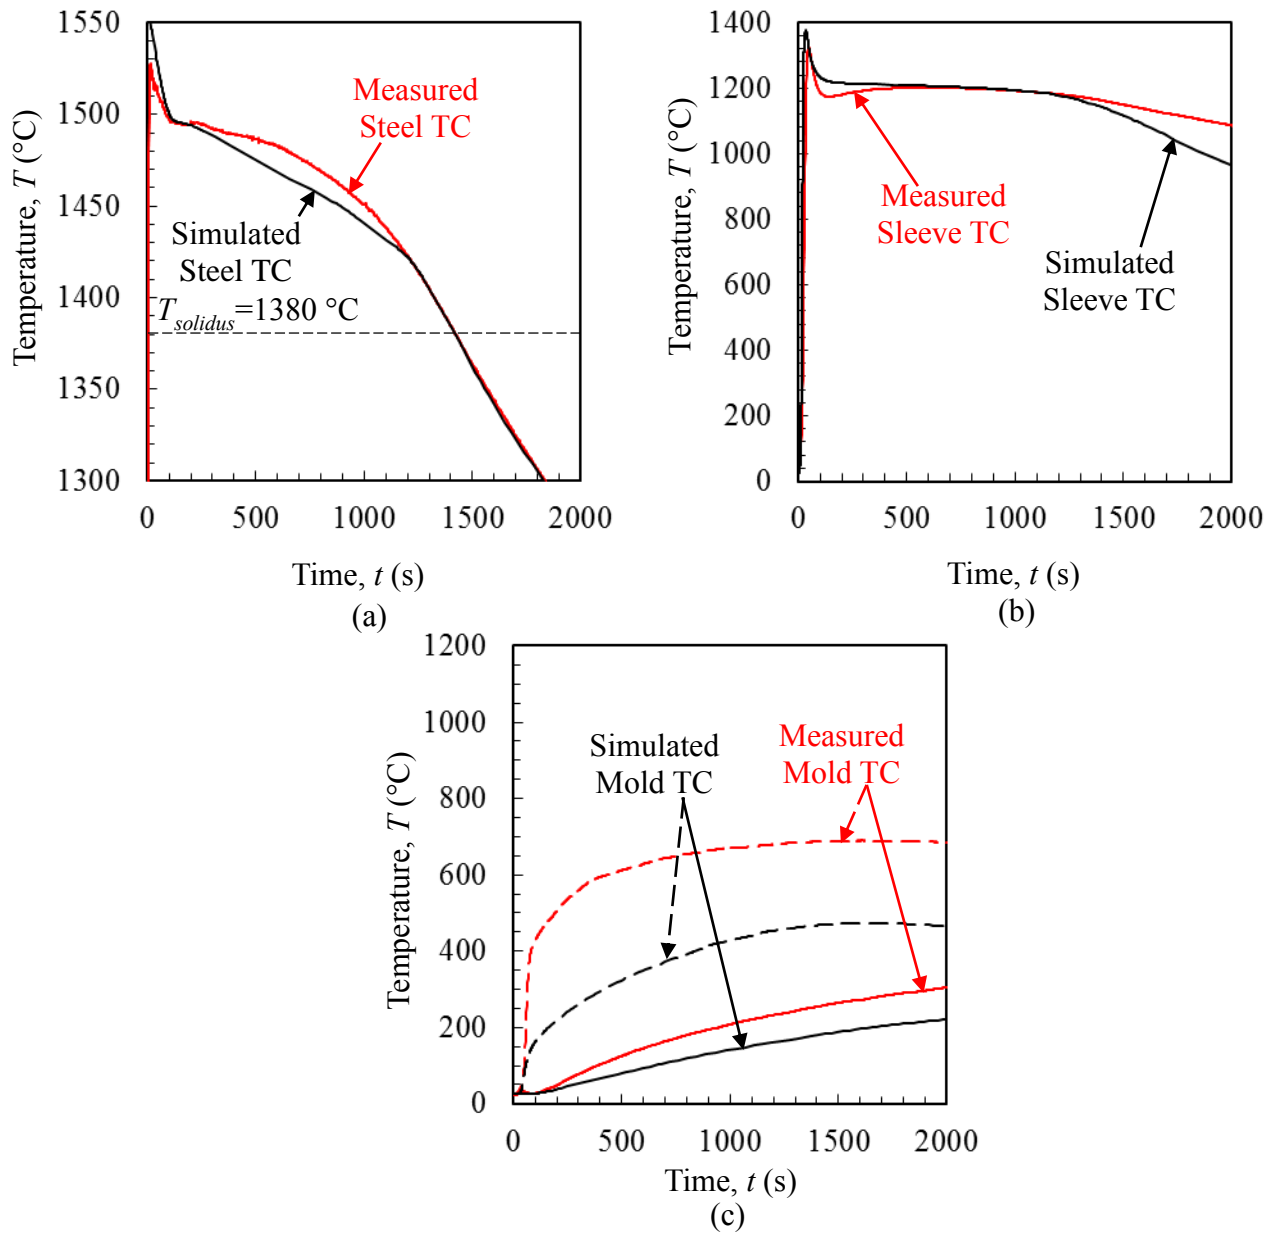 1550
1500
1450
1400
1350
1300
Temperature, T (°C)
Measured
Steel TC
Simulated
Steel TC
T_solidus=1380 °C
0
500
1000
1500
2000
Time, t (s)
(a)
1400
1200
1000
800
600
400
200
0
Temperature, T (°C)
Measured
Sleeve TC
Simulated
Sleeve TC
0
500
1000
1500
2000
Time, t (s)
(b)
1200
1000
800
600
400
200
0
Temperature, T (°C)
Simulated
Mold TC
Measured
Mold TC
0
500
1000
1500
2000
Time, t (s)
(c)